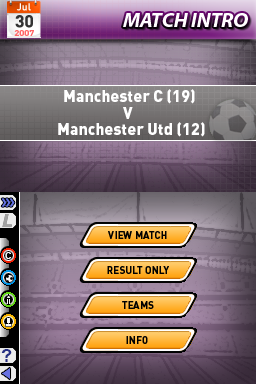 Jul
30
2007
MATCH INTRO
Manchester C (19)
V
Manchester Utd (12)
L
VIEW MATCH
RESULT ONLY
TEAMS
INFO
?